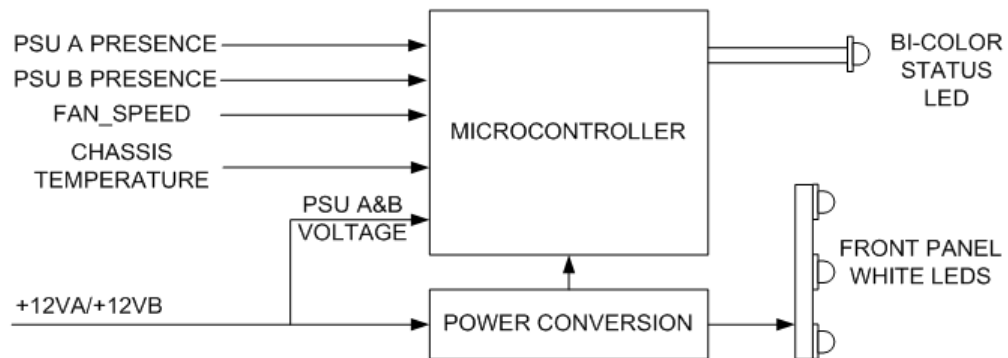 PSU A PRESENCE
PSU B PRESENCE
FAN_SPEED
CHASSIS
TEMPERATURE
PSU A&B
VOLTAGE
+12VA/+12VB
MICROCONTROLLER
POWER CONVERSION
BI-COLOR
STATUS
LED
FRONT PANEL
WHITE LEDS